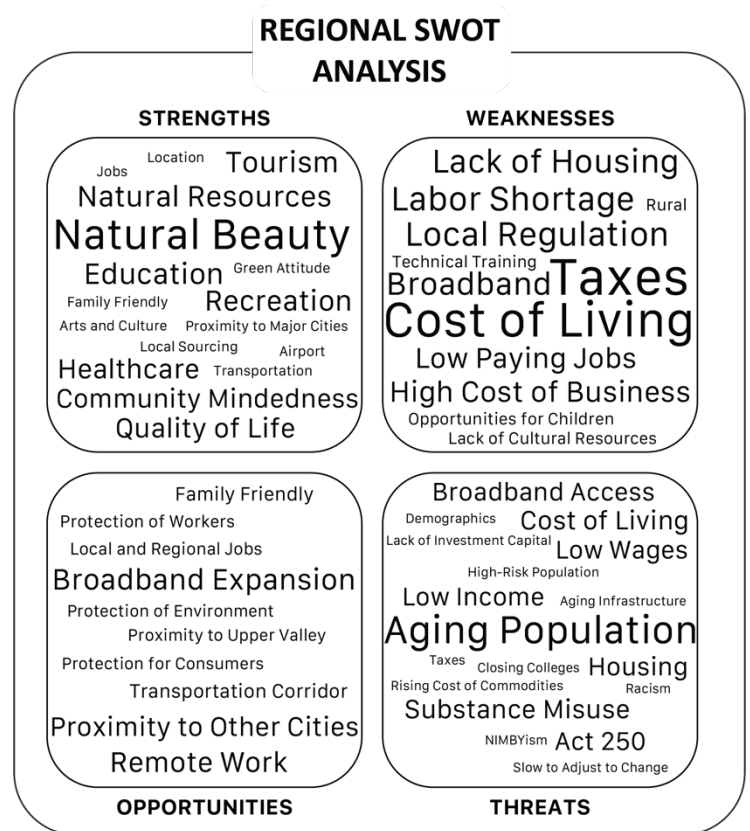 REGIONAL SWOT
ANALYSIS
STRENGTHS
Jobs Location Tourism
Natural Resources
Natural Beauty
Education Green Attitude
Family Friendly Recreation
Arts and Culture Proximity to Major Cities
Local Sourcing Airport
Healthcare Transportation
Community Mindedness
Quality of Life
WEAKNESSES
Lack of Housing
Labor Shortage Rural
Local Regulation
Technical Training
Broadband Taxes
Cost of Living
Low Paying Jobs
High Cost of Business
Opportunities for Children
Lack of Cultural Resources
Family Friendly
Protection of Workers
Local and Regional Jobs
Broadband Expansion
Protection of Environment
Proximity to Upper Valley
Protection for Consumers
Transportation Corridor
Proximity to Other Cities
Remote Work
OPPORTUNITIES
Broadband Access
Demographics Cost of Living
Lack of Investment Capital Low Wages
High-Risk Population
Low Income Aging Infrastructure
Aging Population
Taxes Closing Colleges Housing
Rising Cost of Commodities Racism
Substance Misuse
NIMBYism Act 250
Slow to Adjust to Change
THREATS